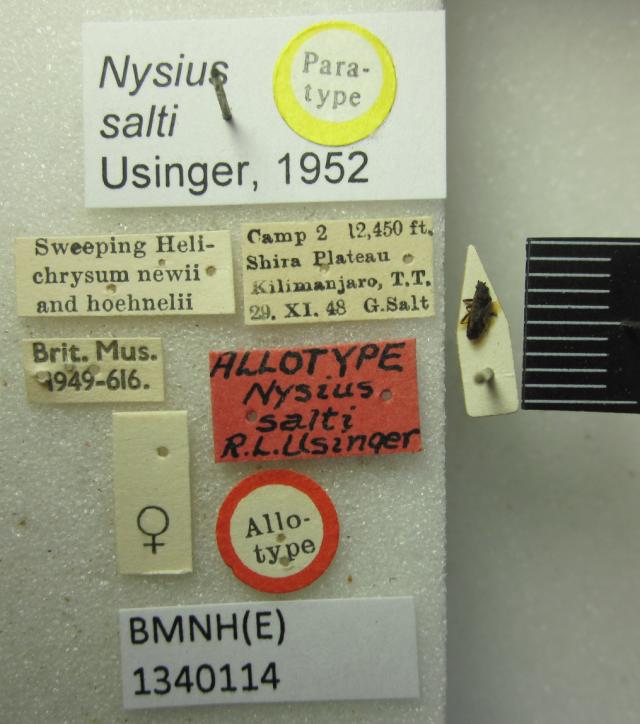 Nysius
salti
Usinger, 1952
Para-
type
Sweeping Heli-
chrysum newii
and hoehnelii
Camp 2 12,450 ft.
Shira Plateau
Kilimanjaro, T.T.
29. XI. 48 G.Salt
Brit. Mus.
1949-616.
ALLOTYPE
Nysius
salti
R.L.Usinger
♀
Allo-
type
BMNH(E)
1340114